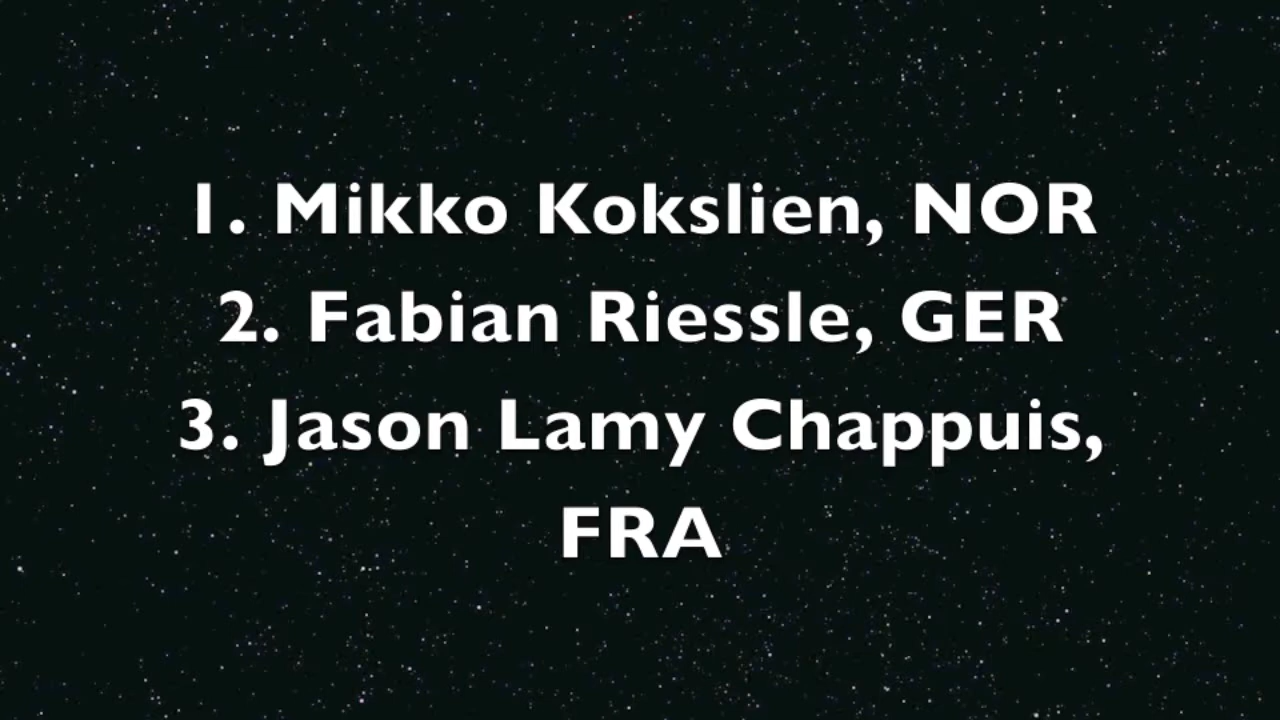 1. Mikko Kokslien, NOR
2. Fabian Riessle, GER
3. Jason Lamy Chappuis,
FRA